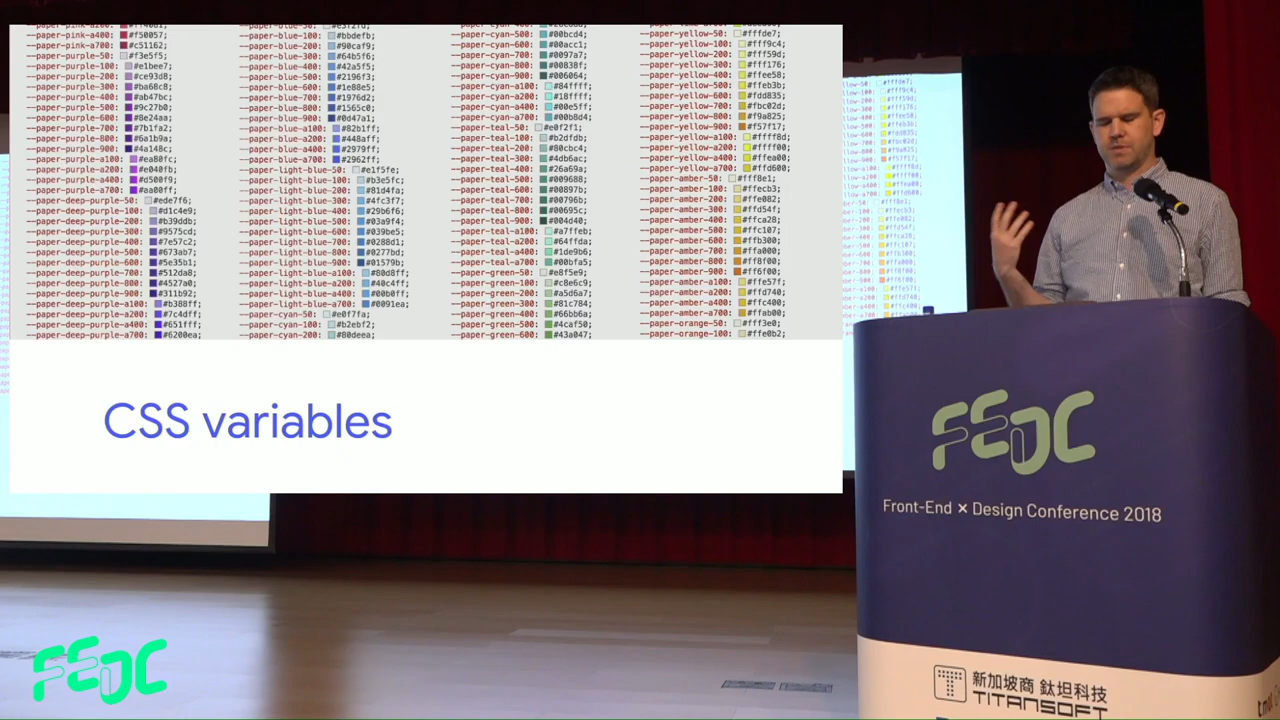 --paper-pink-a400: #f50057;
--paper-pink-a700: #c51162;
--paper-purple-50: #f3e5f5;
--paper-purple-100: #e1bee7;
--paper-purple-200: #ce93d8;
--paper-purple-300: #ba68c8;
--paper-purple-400: #ab47bc;
--paper-purple-500: #9c27b0;
--paper-purple-600: #8e24aa;
--paper-purple-700: #7b1fa2;
--paper-purple-800: #6a1b9a;
--paper-purple-900: #4a148c;
--paper-purple-a100: #ea80fc;
--paper-purple-a200: #e040fb;
--paper-purple-a400: #d500f9;
--paper-purple-a700: #aa00ff;
--paper-deep-purple-50: #ede7f6;
--paper-deep-purple-100: #d1c4e9;
--paper-deep-purple-200: #b39ddb;
--paper-deep-purple-300: #9575cd;
--paper-deep-purple-400: #7e57c2;
--paper-deep-purple-500: #673ab7;
--paper-deep-purple-600: #5e35b1;
--paper-deep-purple-700: #512da8;
--paper-deep-purple-800: #4527a0;
--paper-deep-purple-900: #311b92;
--paper-deep-purple-a100: #b388ff;
--paper-deep-purple-a200: #7c4dff;
--paper-deep-purple-a400: #651fff;
--paper-deep-purple-a700: #6200ea;
--paper-blue-100: #bbdefb;
--paper-blue-200: #90caf9;
--paper-blue-300: #64b5f6;
--paper-blue-400: #42a5f5;
--paper-blue-500: #2196f3;
--paper-blue-600: #1e88e5;
--paper-blue-700: #1976d2;
--paper-blue-800: #1565c0;
--paper-blue-900: #0d47a1;
--paper-blue-a100: #82b1ff;
--paper-blue-a200: #448aff;
--paper-blue-a400: #2979ff;
--paper-blue-a700: #2962ff;
--paper-light-blue-50: #e1f5fe;
--paper-light-blue-100: #b3e5fc;
--paper-light-blue-200: #81d4fa;
--paper-light-blue-300: #4fc3f7;
--paper-light-blue-400: #29b6f6;
--paper-light-blue-500: #03a9f4;
--paper-light-blue-600: #039be5;
--paper-light-blue-700: #0288d1;
--paper-light-blue-800: #0277bd;
--paper-light-blue-900: #01579b;
--paper-light-blue-a100: #80d8ff;
--paper-light-blue-a200: #40c4ff;
--paper-light-blue-a400: #00b0ff;
--paper-light-blue-a700: #0091ea;
--paper-cyan-50: #e0f7fa;
--paper-cyan-100: #b2ebf2;
--paper-cyan-200: #80deea;
--paper-cyan-500: #00bcd4;
--paper-cyan-600: #00acc1;
--paper-cyan-700: #0097a7;
--paper-cyan-800: #00838f;
--paper-cyan-900: #006064;
--paper-cyan-a100: #84ffff;
--paper-cyan-a200: #18ffff;
--paper-cyan-a400: #00e5ff;
--paper-cyan-a700: #00b8d4;
--paper-teal-50: #e0f2f1;
--paper-teal-100: #b2dfdb;
--paper-teal-200: #80cbc4;
--paper-teal-300: #4db6ac;
--paper-teal-400: #26a69a;
--paper-teal-500: #009688;
--paper-teal-600: #00897b;
--paper-teal-700: #00796b;
--paper-teal-800: #00695c;
--paper-teal-900: #004d40;
--paper-teal-a100: #a7ffeb;
--paper-teal-a200: #64ffda;
--paper-teal-a400: #1de9b6;
--paper-teal-a700: #00bfa5;
--paper-green-50: #e8f5e9;
--paper-green-100: #c8e6c9;
--paper-green-200: #a5d6a7;
--paper-green-300: #81c784;
--paper-green-400: #66bb6a;
--paper-green-500: #4caf50;
--paper-green-600: #43a047;
--paper-yellow-50: #fffde7;
--paper-yellow-100: #fff9c4;
--paper-yellow-200: #fff59d;
--paper-yellow-300: #fff176;
--paper-yellow-400: #ffee58;
--paper-yellow-500: #ffeb3b;
--paper-yellow-600: #fdd835;
--paper-yellow-700: #fbc02d;
--paper-yellow-800: #f9a825;
--paper-yellow-900: #f57f17;
--paper-yellow-a100: #ffff8d;
--paper-yellow-a200: #ffff00;
--paper-yellow-a400: #ffea00;
--paper-yellow-a700: #ffd600;
--paper-amber-50: #fff8e1;
--paper-amber-100: #ffecb3;
--paper-amber-200: #ffe082;
--paper-amber-300: #ffd54f;
--paper-amber-400: #ffca28;
--paper-amber-500: #ffc107;
--paper-amber-600: #ffb300;
--paper-amber-700: #ffa000;
--paper-amber-800: #ff8f00;
--paper-amber-900: #ff6f00;
--paper-amber-a100: #ffe57f;
--paper-amber-a200: #ffd740;
--paper-amber-a400: #ffc400;
--paper-amber-a700: #ffab00;
--paper-orange-50: #fff3e0;
--paper-orange-100: #ffe0b2;
CSS variables
FEDC
Front-End × Design Conference 2018
新加坡商 鈦坦科技
TITANSOFT
FEDC